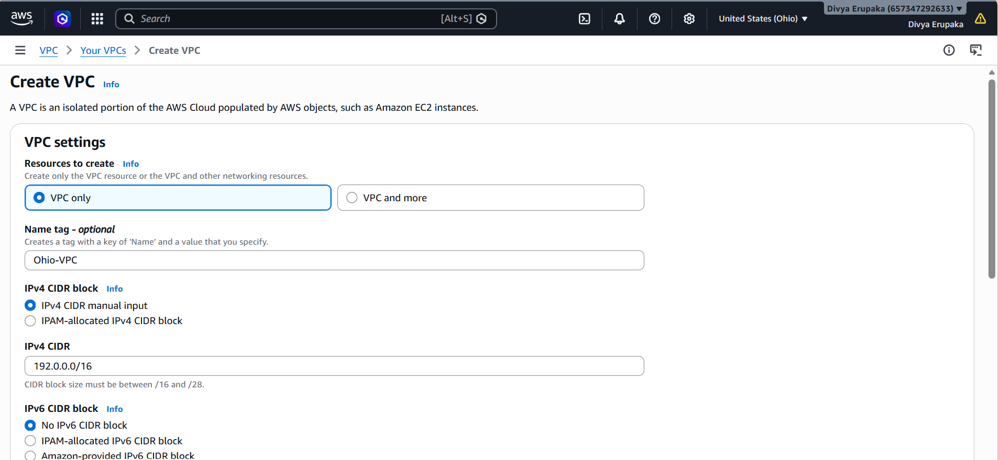 aws
Search
[Alt+S]
United States (Ohio)
Divya Erupaka (657347292633)
Divya Erupaka
VPC
Your VPCs
Create VPC
Create VPC Info
A VPC is an isolated portion of the AWS Cloud populated by AWS objects, such as Amazon EC2 instances.
VPC settings
Resources to create Info
Create only the VPC resource or the VPC and other networking resources.
VPC only
VPC and more
Name tag - optional
Creates a tag with a key of 'Name' and a value that you specify.
Ohio-VPC
IPv4 CIDR block Info
IPv4 CIDR manual input
IPAM-allocated IPv4 CIDR block
IPv4 CIDR
192.0.0.0/16
CIDR block size must be between /16 and /28.
IPv6 CIDR block Info
No IPv6 CIDR block
IPAM-allocated IPv6 CIDR block
Amazon-provided IPv6 CIDR block